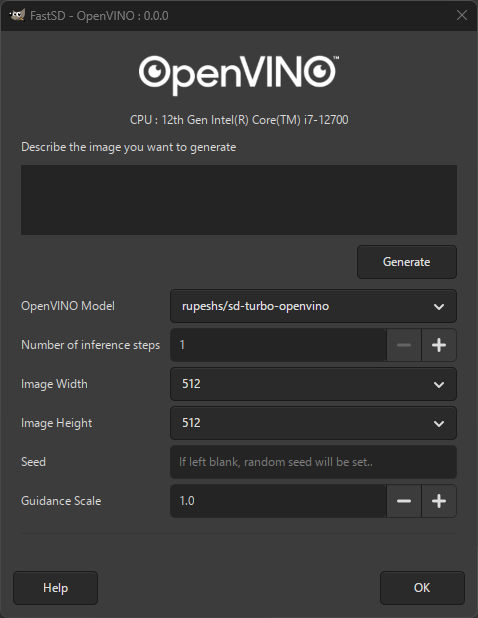 FastSD - OpenVINO : 0.0.0
OpenVINO™
CPU : 12th Gen Intel(R) Core(TM) i7-12700
Describe the image you want to generate
Generate
OpenVINO Model rupeshs/sd-turbo-openvino
Number of inference steps 1
Image Width 512
Image Height 512
Seed If left blank, random seed will be set..
Guidance Scale 1.0
Help OK